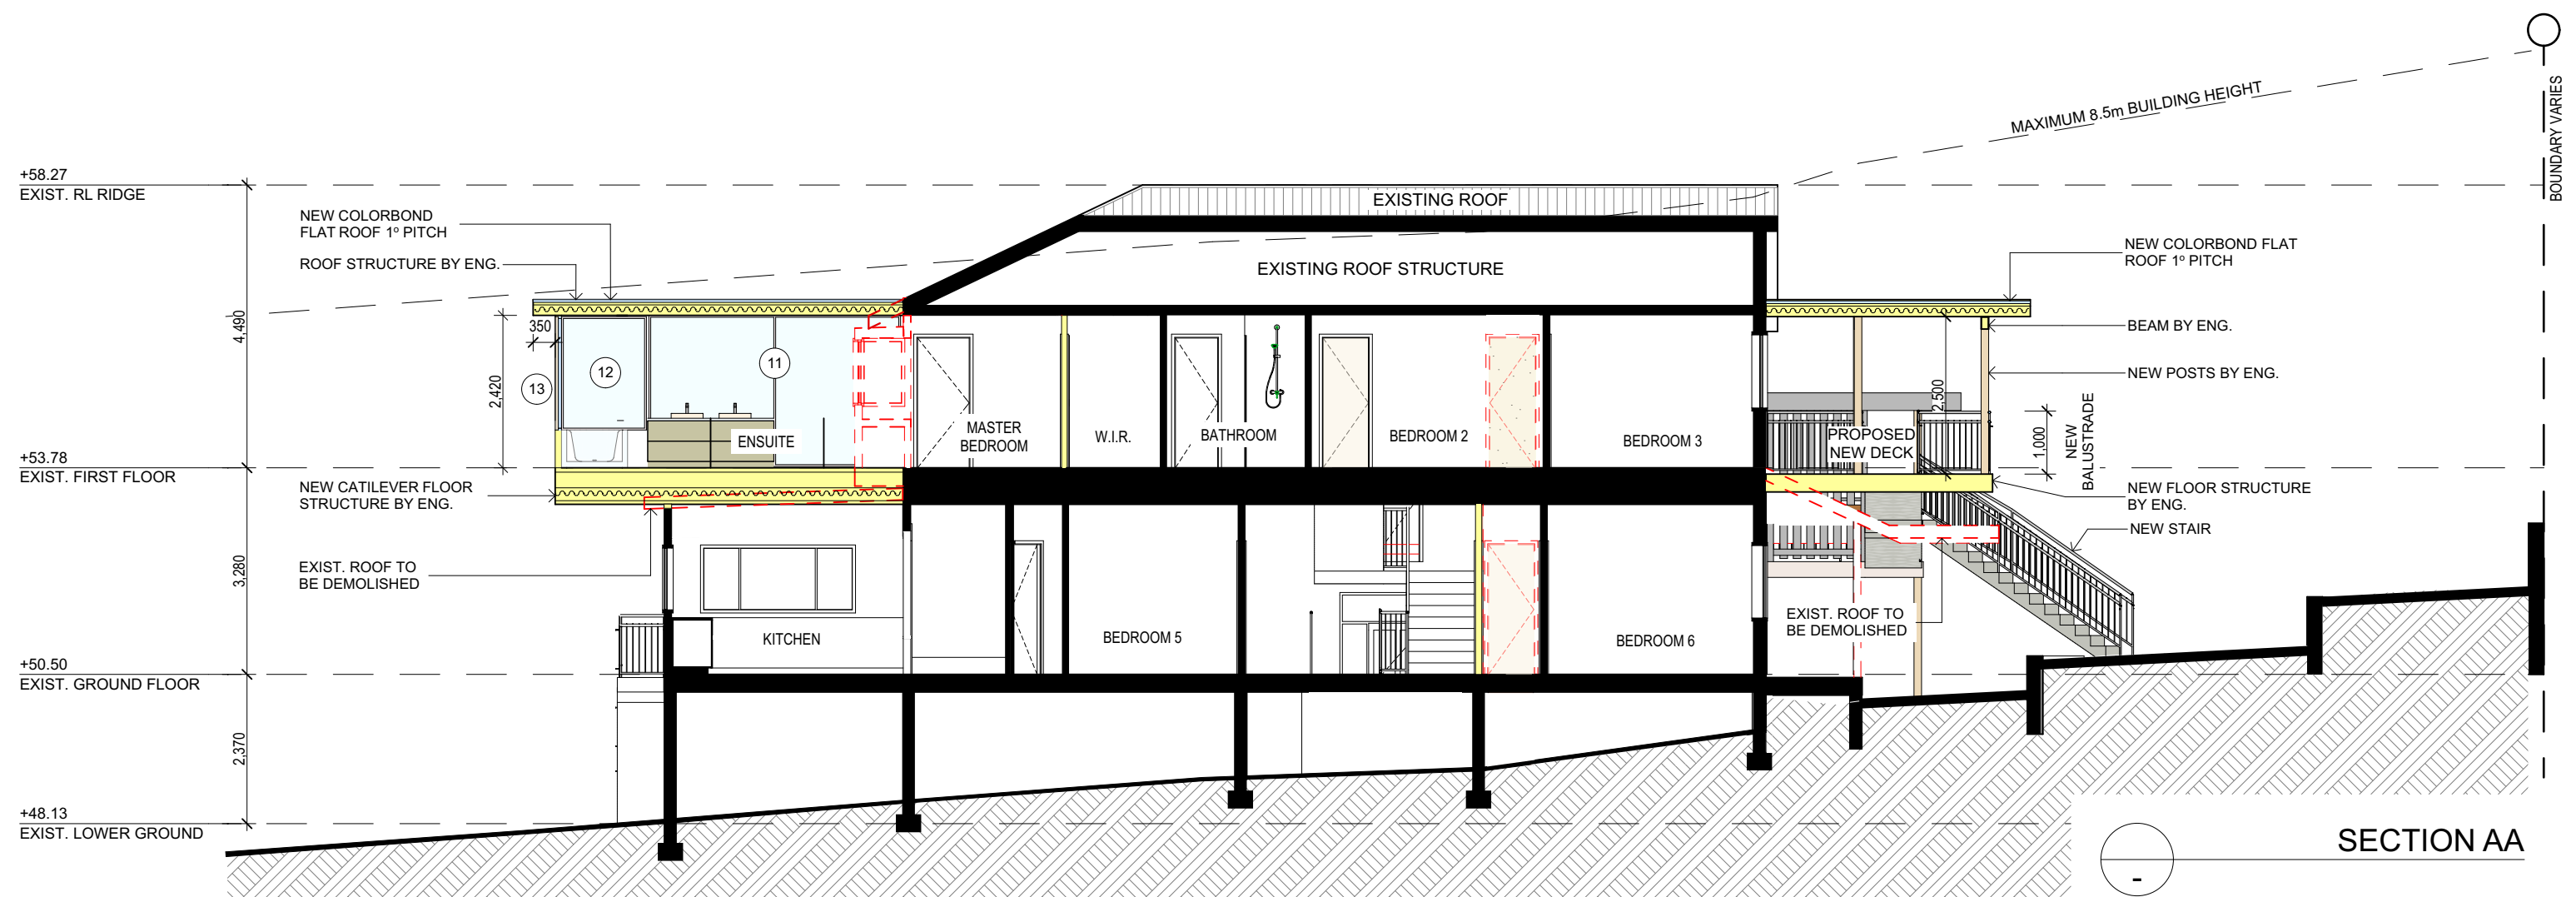 BOUNDARY VARIES
MAXIMUM 8.5m BUILDING HEIGHT
+58.27
EXIST. RL RIDGE
EXISTING ROOF
NEW COLORBOND
FLAT ROOF 1º PITCH
ROOF STRUCTURE BY ENG.
EXISTING ROOF STRUCTURE
NEW COLORBOND FLAT
ROOF 1º PITCH
4,490
350
2,420
13
12
11
ENSUITE
MASTER
BEDROOM
W.I.R.
BATHROOM
BEDROOM 2
BEDROOM 3
2,500
PROPOSED
NEW DECK
1,000
NEW
BALUSTRADE
BEAM BY ENG.
NEW POSTS BY ENG.
+53.78
EXIST. FIRST FLOOR
NEW CATILEVER FLOOR
STRUCTURE BY ENG.
NEW FLOOR STRUCTURE
BY ENG.
NEW STAIR
3,280
EXIST. ROOF TO
BE DEMOLISHED
KITCHEN
BEDROOM 5
BEDROOM 6
EXIST. ROOF TO
BE DEMOLISHED
+50.50
EXIST. GROUND FLOOR
2,370
+48.13
EXIST. LOWER GROUND
SECTION AA
-